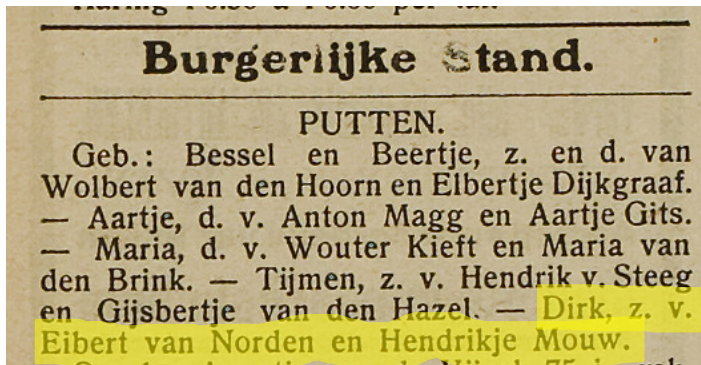 Burgerlijke Stand.
PUTTEN.
Geb.: Bessel en Beertje, z. en d. van
Wolbert van den Hoorn en Elbertje Dijkgraaf.
— Aartje, d. v. Anton Magg en Aartje Gits.
— Maria, d. v. Wouter Kieft en Maria van
den Brink. — Tijmen, z. v. Hendrik v. Steeg
en Gijsbertje van den Hazel. — Dirk, z. v.
Eibert van Norden en Hendrikje Mouw.